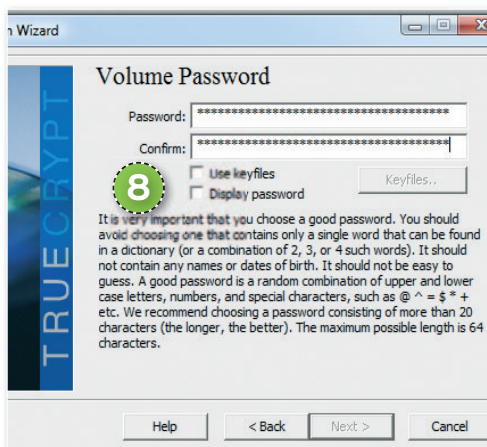 n Wizard
TRUECRYPT
Volume Password
Password: *************************************
Confirm: *************************************
8
Use keyfiles
Display password
Keyfiles..
It is very important that you choose a good password. You should
avoid choosing one that contains only a single word that can be found
in a dictionary (or a combination of 2, 3, or 4 such words). It should
not contain any names or dates of birth. It should not be easy to
guess. A good password is a random combination of upper and lower
case letters, numbers, and special characters, such as @ ^ = $ * +
etc. We recommend choosing a password consisting of more than 20
characters (the longer, the better). The maximum possible length is 64
characters.
Help
< Back
Next >
Cancel